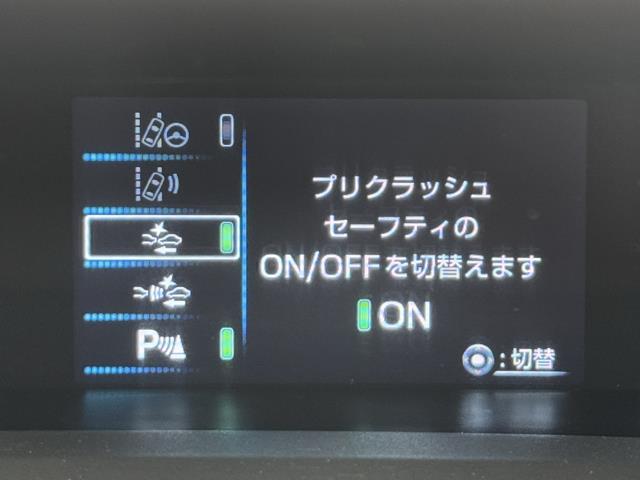 プリクラッシュ
セーフティの
ON/OFFを切替えます
ON
P
:切替